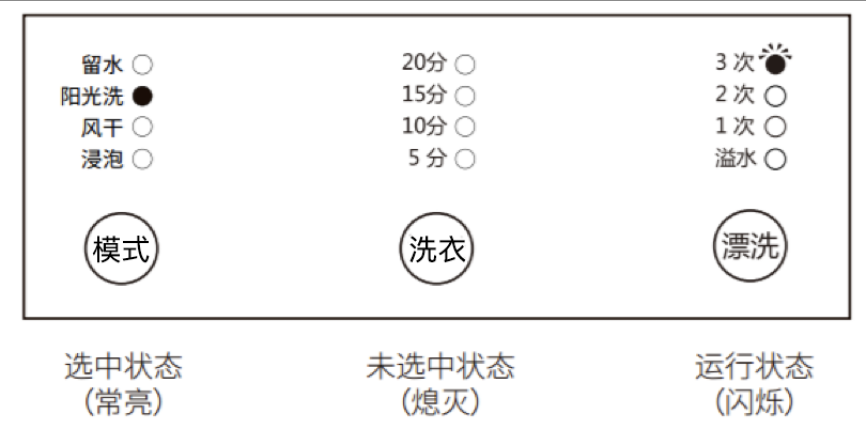 留水 20分 3 次
阳光洗 15分 2 次
风干 10分 1 次
浸泡 5 分 溢水
模式 洗衣 漂洗
选中状态 未选中状态 运行状态
(常亮) (熄灭) (闪烁)